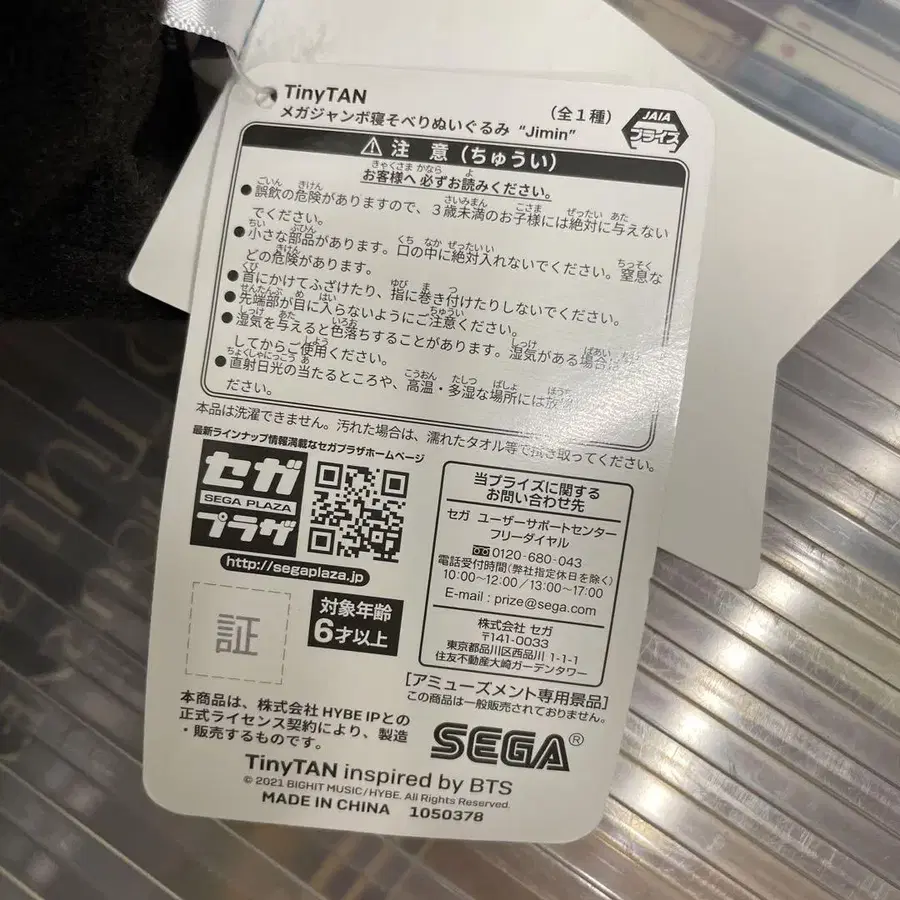 TinyTAN
メガジャンボ寝そべりぬいぐるみ "Jimin"
（全1種）
JAIA
プライズ
注 意（ちゅうい）
お客様へ 必ずお読みください。
●誤飲の危険がありますので、3歳未満のお子様には絶対に与えない
でください。
●小さな部品があります。口の中に絶対入れないでください。窒息な
どの危険があります。
●首にかけてふざけたり、指に巻き付けたりしないでください。
●先端部が目に入らないようにご注意ください。
●湿気を与えると色落ちすることがあります。湿気がある場合は
してからご使用ください。
●直射日光の当たるところや、高温・多湿な場所には放
ださい。
本品は洗濯できません。汚れた場合は、濡れたタオル等で拭き取ってください。
最新ラインナップ情報満載なセガプラザホームページ
セガ
SEGA PLAZA
プラザ
http://segaplaza.jp
証
対象年齢
6才以上
当プライズに関する
お問い合わせ先
セガ ユーザーサポートセンター
フリーダイヤル
0120-680-043
電話受付時間（弊社指定休日を除く）
10:00～12:00／13:00～17:00
E-mail : prize@sega.com
株式会社 セガ
〒141-0033
東京都品川区西品川 1-1-1
住友不動産大崎ガーデンタワー
[アミューズメント専用景品]
この商品は一般販売されておりません。
本商品は、株式会社 HYBE IPとの
正式ライセンス契約により、製造
・販売するものです。
SEGA®
TinyTAN inspired by BTS
© 2021 BIGHIT MUSIC/HYBE. All Rights Reserved.
MADE IN CHINA 1050378